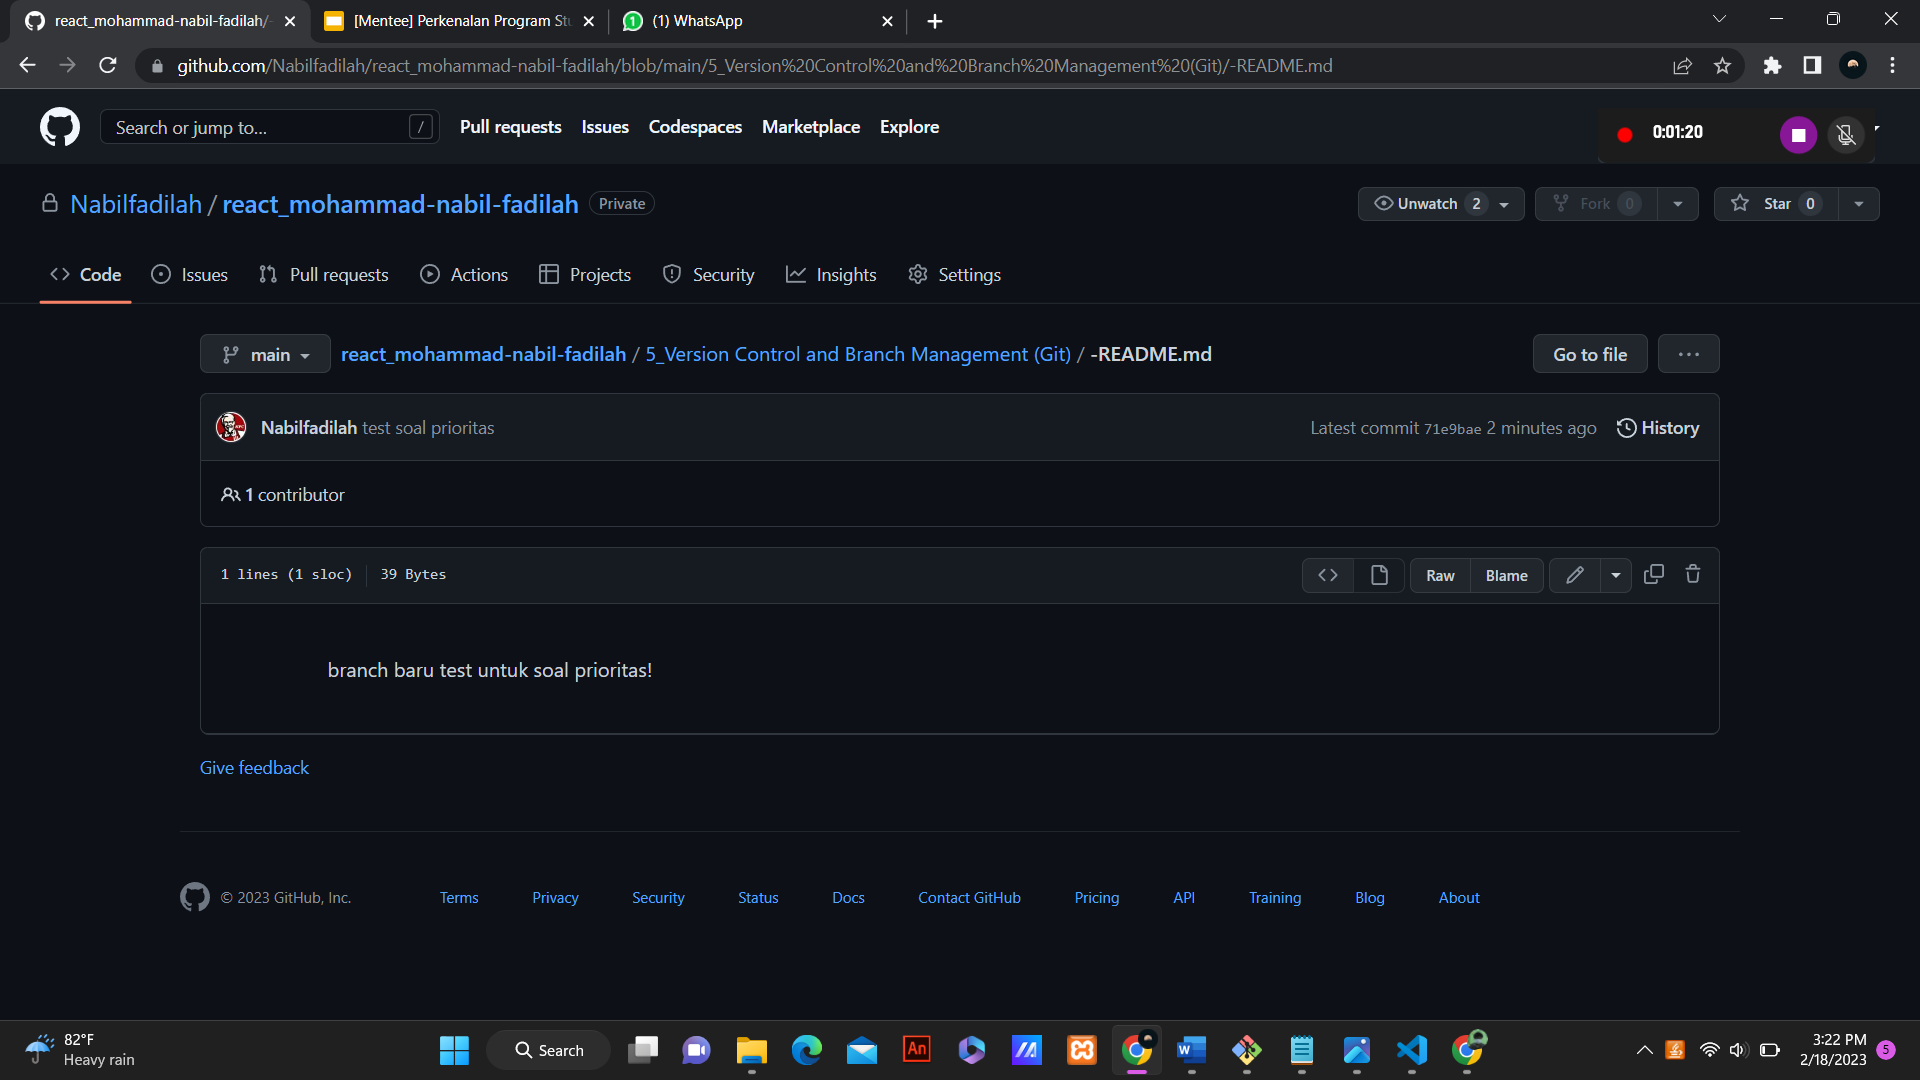 react_mohammad-nabil-fadilah/-
[Mentee] Perkenalan Program Stu
(1) WhatsApp
github.com/Nabilfadilah/react_mohammad-nabil-fadilah/blob/main/5_Version%20Control%20and%20Branch%20Management%20(Git)/-README.md
Search or jump to... /
Pull requests Issues Codespaces Marketplace Explore
0:01:20
Nabilfadilah / react_mohammad-nabil-fadilah Private
Unwatch 2 Fork 0 Star 0
Code Issues Pull requests Actions Projects Security Insights Settings
main react_mohammad-nabil-fadilah / 5_Version Control and Branch Management (Git) / -README.md Go to file ...
Nabilfadilah test soal prioritas Latest commit 71e9bae 2 minutes ago History
1 contributor
1 lines (1 sloc) 39 Bytes Raw Blame
branch baru test untuk soal prioritas!
Give feedback
© 2023 GitHub, Inc. Terms Privacy Security Status Docs Contact GitHub Pricing API Training Blog About
82°F
Heavy rain
Search
An
W
3:22 PM
2/18/2023
5